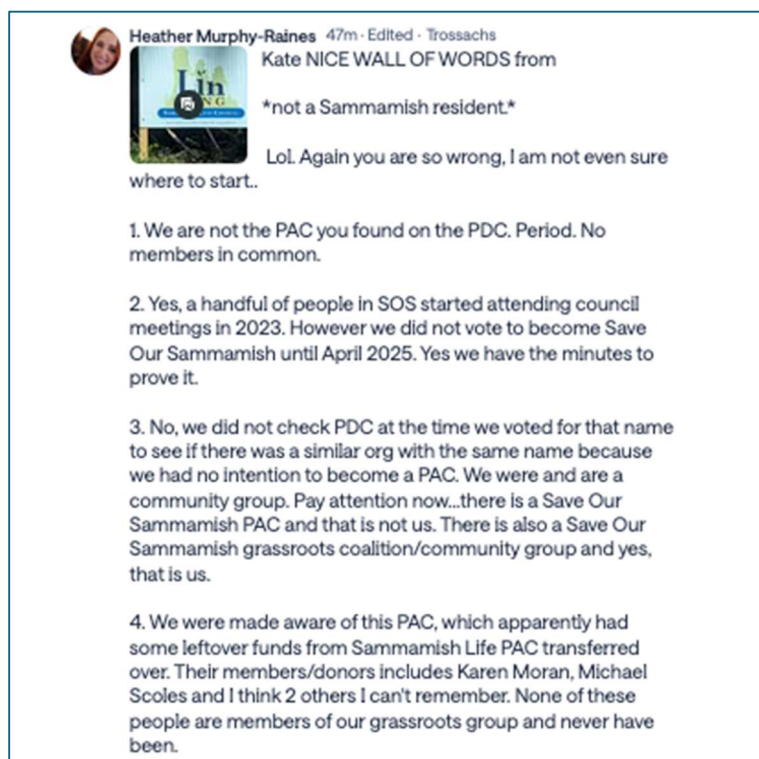 Heather Murphy-Raines 47m · Edited · Trossachs
Lin
Kate NICE WALL OF WORDS from
*not a Sammamish resident.*
Lol. Again you are so wrong, I am not even sure
where to start..
1. We are not the PAC you found on the PDC. Period. No
members in common.
2. Yes, a handful of people in SOS started attending council
meetings in 2023. However we did not vote to become Save
Our Sammamish until April 2025. Yes we have the minutes to
prove it.
3. No, we did not check PDC at the time we voted for that name
to see if there was a similar org with the same name because
we had no intention to become a PAC. We were and are a
community group. Pay attention now...there is a Save Our
Sammamish PAC and that is not us. There is also a Save Our
Sammamish grassroots coalition/community group and yes,
that is us.
4. We were made aware of this PAC, which apparently had
some leftover funds from Sammamish Life PAC transferred
over. Their members/donors includes Karen Moran, Michael
Scoles and I think 2 others I can't remember. None of these
people are members of our grassroots group and never have
been.